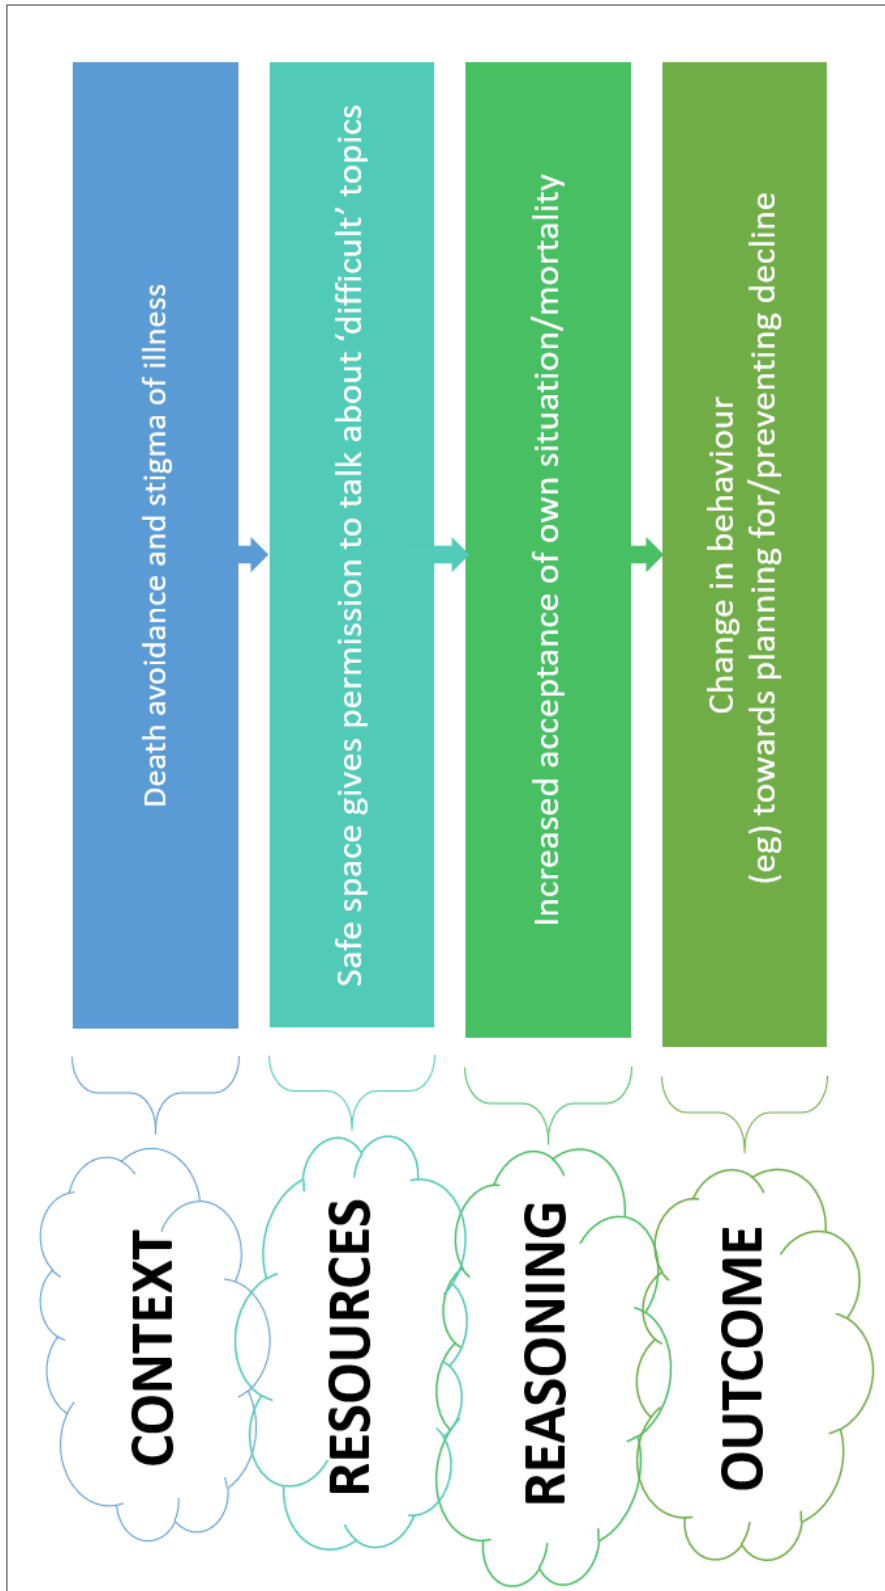 CONTEXT
Death avoidance and stigma of illness
RESOURCES
Safe space gives permission to talk about ‘difficult’ topics
REASONING
Increased acceptance of own situation/mortality
OUTCOME
Change in behaviour
(eg) towards planning for/preventing decline